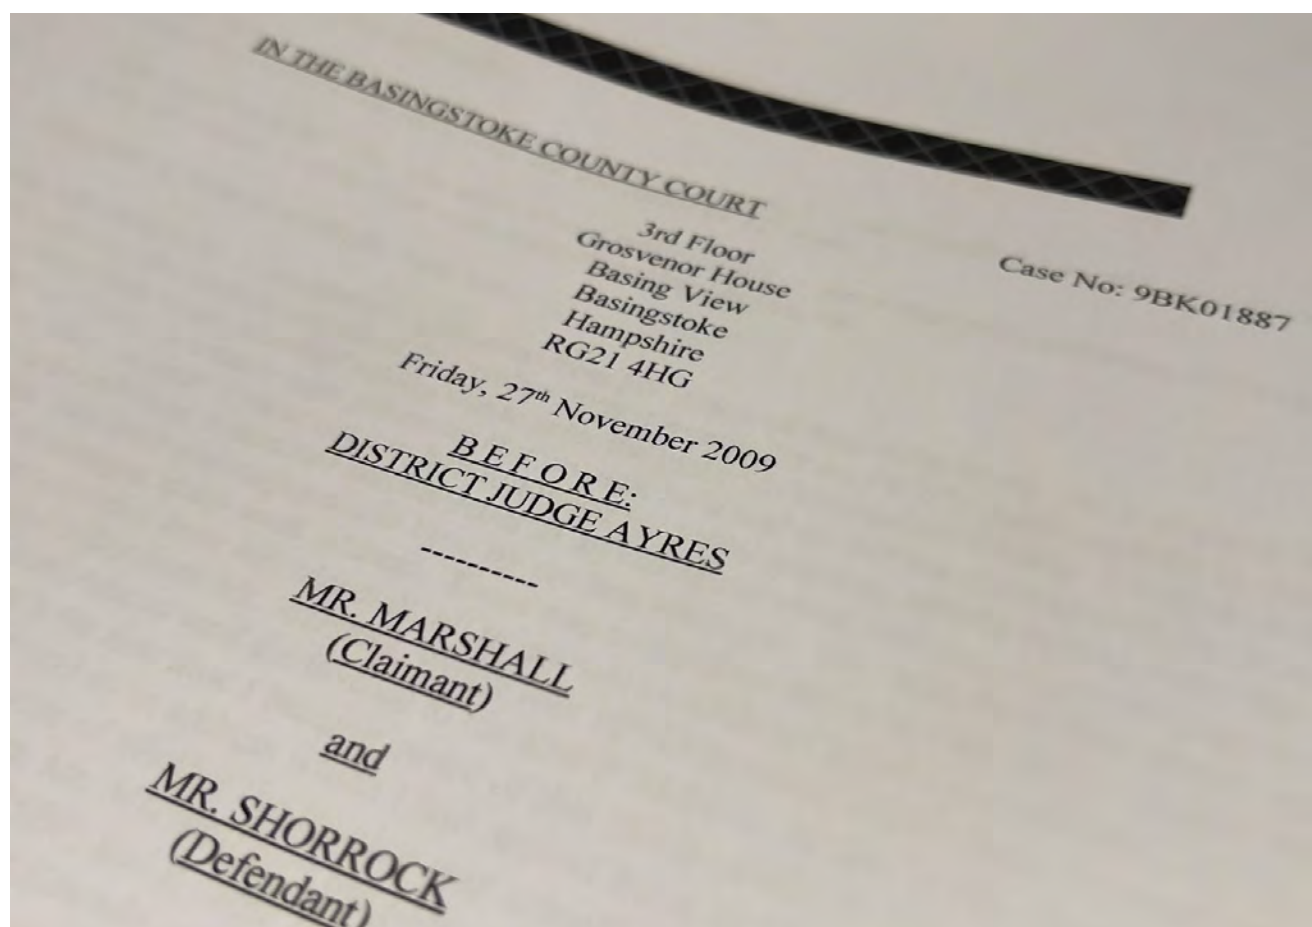 IN THE BASINGSTOKE COUNTY COURT
Case No: 9BK01887
3rd Floor
Grosvenor House
Basing View
Basingstoke
Hampshire
RG21 4HG
Friday, 27th November 2009
B E F O R E:
DISTRICT JUDGE AYRES
----------
MR. MARSHALL
(Claimant)
and
MR. SHORROCK
(Defendant)